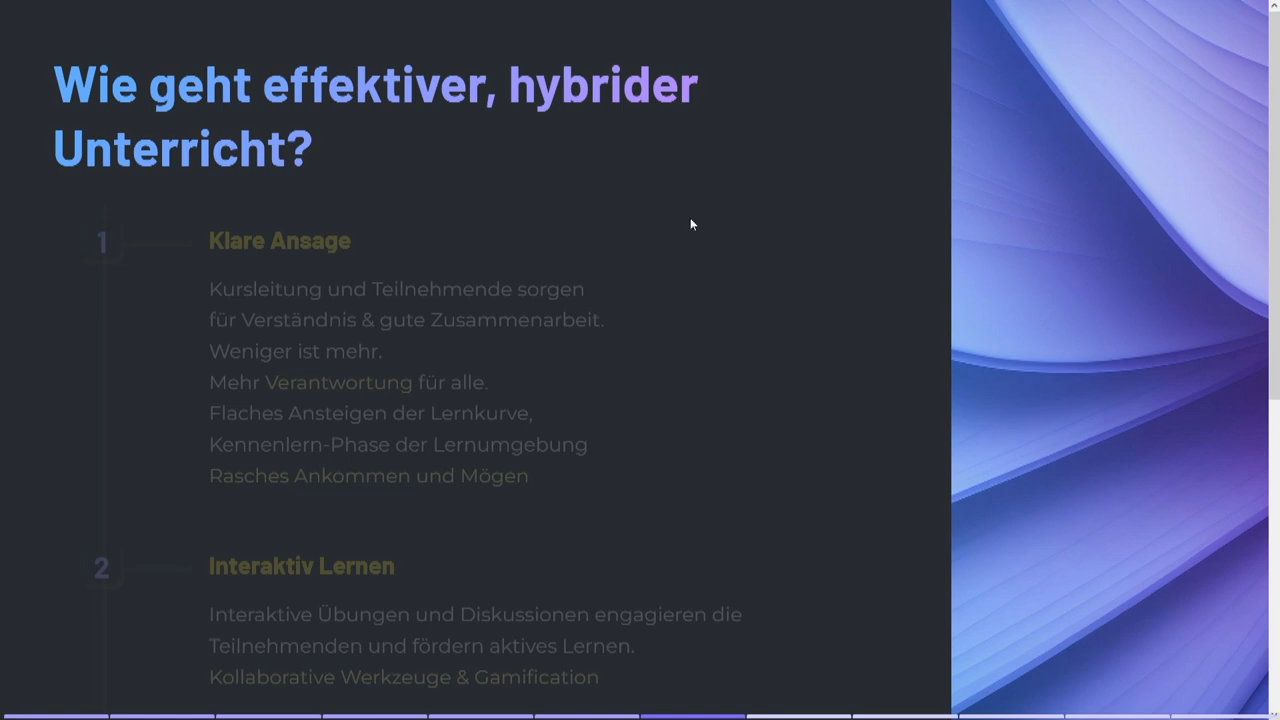 Wie geht effektiver, hybrider
Unterricht?
1
Klare Ansage
Kursleitung und Teilnehmende sorgen
für Verständnis & gute Zusammenarbeit.
Weniger ist mehr.
Mehr Verantwortung für alle.
Flaches Ansteigen der Lernkurve,
Kennenlern-Phase der Lernumgebung
Rasches Ankommen und Mögen
2
Interaktiv Lernen
Interaktive Übungen und Diskussionen engagieren die
Teilnehmenden und fördern aktives Lernen.
Kollaborative Werkzeuge & Gamification